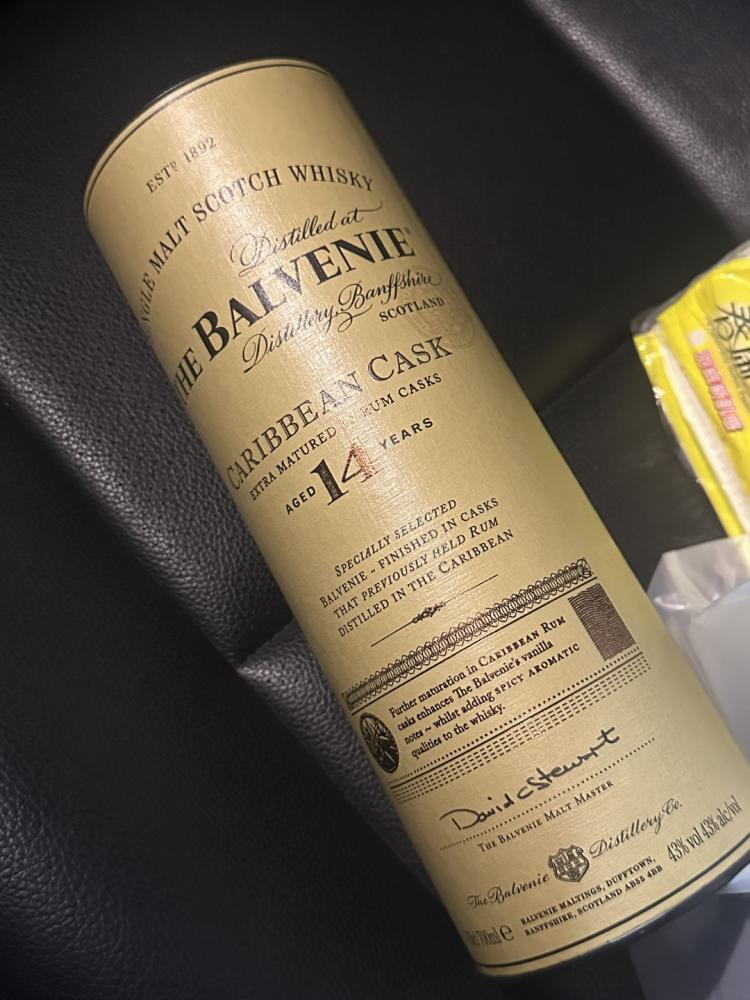 ESTD 1892
SINGLE MALT SCOTCH WHISKY
Distilled at
THE BALVENIE®
Distillery, Banffshire
SCOTLAND
CARIBBEAN CASK
EXTRA MATURED IN RUM CASKS
AGED 14 YEARS
SPECIALLY SELECTED
BALVENIE ~ FINISHED IN CASKS
THAT PREVIOUSLY HELD RUM
DISTILLED IN THE CARIBBEAN
Further maturation in CARIBBEAN RUM
casks enhances The Balvenie's vanilla
notes ~ whilst adding SPICY AROMATIC
qualities to the whisky.
David C Stewart
THE BALVENIE MALT MASTER
The Balvenie Distillery Co.
BALVENIE MALTINGS, DUFFTOWN,
BANFFSHIRE, SCOTLAND AB55 4BB
43% vol 43% alc/vol
700ml e